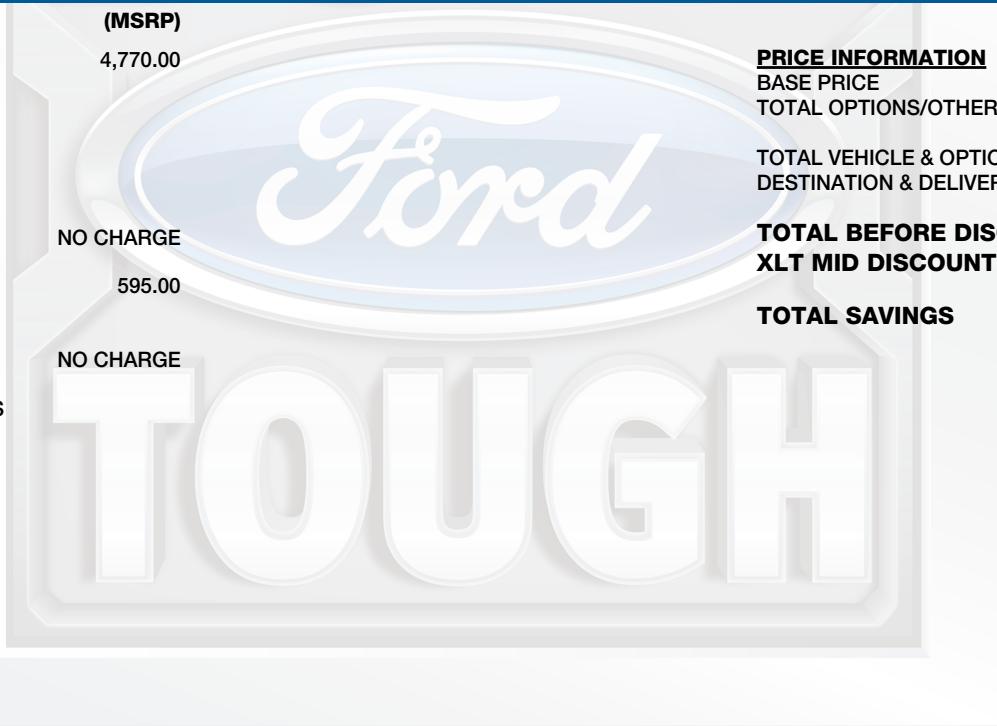 (MSRP)
4,770.00
NO CHARGE
595.00
NO CHARGE
S
PRICE INFORMATION
BASE PRICE
TOTAL OPTIONS/OTHER
TOTAL VEHICLE & OPTIO
DESTINATION & DELIVER
TOTAL BEFORE DIS
XLT MID DISCOUNT
TOTAL SAVINGS
Ford
TOUGH